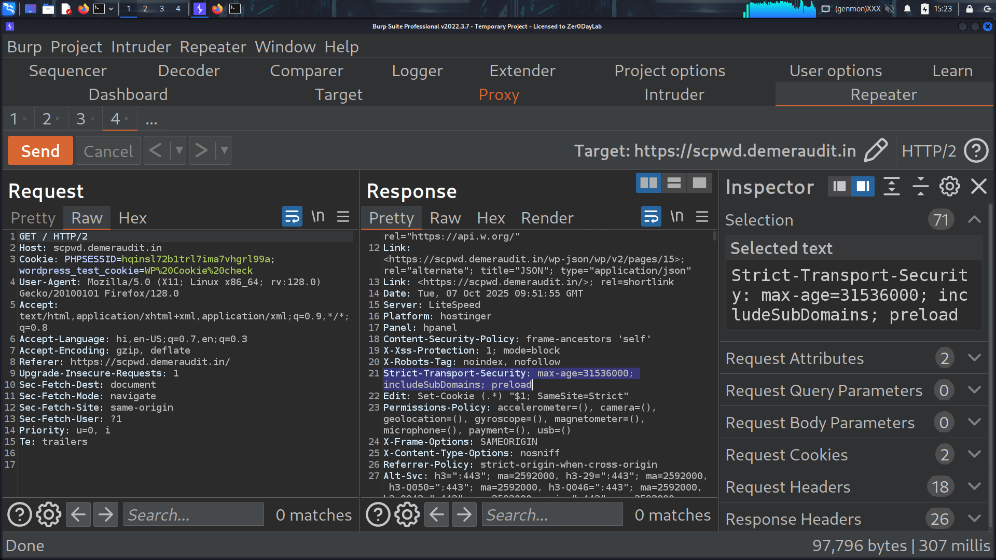 1 2 3 4 (genmon)XXX 15:23
Burp Suite Professional v2022.3.7 - Temporary Project - Licensed to Zer0DayLab
Burp Project Intruder Repeater Window Help
Sequencer Decoder Comparer Logger Extender Project options User options Learn
Dashboard Target Proxy Intruder Repeater
1 × 2 × 3 × 4 × ...
Send Cancel < > Target: https://scpwd.demeraudit.in HTTP/2 ?
Request
Pretty Raw Hex \n
1 GET / HTTP/2
2 Host: scpwd.demeraudit.in
3 Cookie: PHPSESSID=hqinsl72b1trl7ima7vhgrl99a;
wordpress_test_cookie=WP%20Cookie%20check
4 User-Agent: Mozilla/5.0 (X11; Linux x86_64; rv:128.0)
Gecko/20100101 Firefox/128.0
5 Accept:
text/html,application/xhtml+xml,application/xml;q=0.9,*/*;
q=0.8
6 Accept-Language: hi,en-US;q=0.7,en;q=0.3
7 Accept-Encoding: gzip, deflate
8 Referer: https://scpwd.demeraudit.in/
9 Upgrade-Insecure-Requests: 1
10 Sec-Fetch-Dest: document
11 Sec-Fetch-Mode: navigate
12 Sec-Fetch-Site: same-origin
13 Sec-Fetch-User: ?1
14 Priority: u=0, i
15 Te: trailers
16
17
? Search... 0 matches
Response
Pretty Raw Hex Render \n
rel="https://api.w.org/"
12 Link:
<https://scpwd.demeraudit.in/wp-json/wp/v2/pages/15>;
rel="alternate"; title="JSON"; type="application/json"
13 Link: <https://scpwd.demeraudit.in/>; rel=shortlink
14 Date: Tue, 07 Oct 2025 09:51:55 GMT
15 Server: LiteSpeed
16 Platform: hostinger
17 Panel: hpanel
18 Content-Security-Policy: frame-ancestors 'self'
19 X-Xss-Protection: 1; mode=block
20 X-Robots-Tag: noindex, nofollow
21 Strict-Transport-Security: max-age=31536000;
includeSubDomains; preload
22 Edit: Set-Cookie (.*) "$1; SameSite=Strict"
23 Permissions-Policy: accelerometer=(), camera=(),
geolocation=(), gyroscope=(), magnetometer=(),
microphone=(), payment=(), usb=()
24 X-Frame-Options: SAMEORIGIN
25 X-Content-Type-Options: nosniff
26 Referrer-Policy: strict-origin-when-cross-origin
27 Alt-Svc: h3=":443"; ma=2592000, h3-29=":443"; ma=2592000,
h3-Q050=":443"; ma=2592000, h3-Q046=":443"; ma=2592000,
? Search... 0 matches
Inspector
Selection 71
Selected text
Strict-Transport-Securit
y: max-age=31536000; inc
ludeSubDomains; preload
Request Attributes 2
Request Query Parameters 0
Request Body Parameters 0
Request Cookies 2
Request Headers 18
Response Headers 26
Done 97,796 bytes | 307 millis